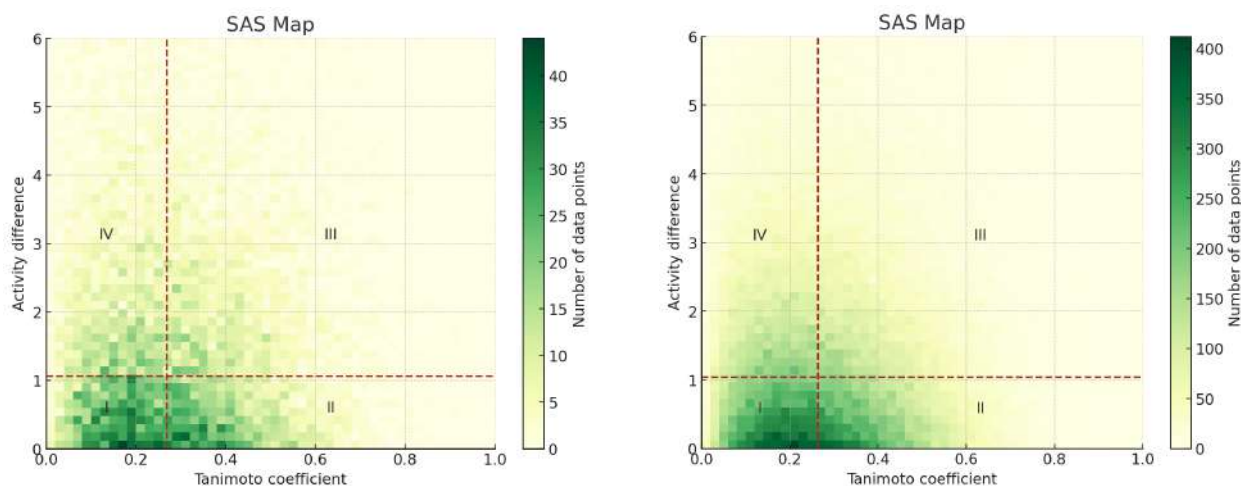 SAS Map
6
5
4
3
2
1
0
Activity difference
IV
III
I
II
0.0 0.2 0.4 0.6 0.8 1.0
Tanimoto coefficient
40
35
30
25
20
15
10
5
0
Number of data points
SAS Map
6
5
4
3
2
1
0
Activity difference
IV
III
I
II
0.0 0.2 0.4 0.6 0.8 1.0
Tanimoto coefficient
400
350
300
250
200
150
100
50
0
Number of data points